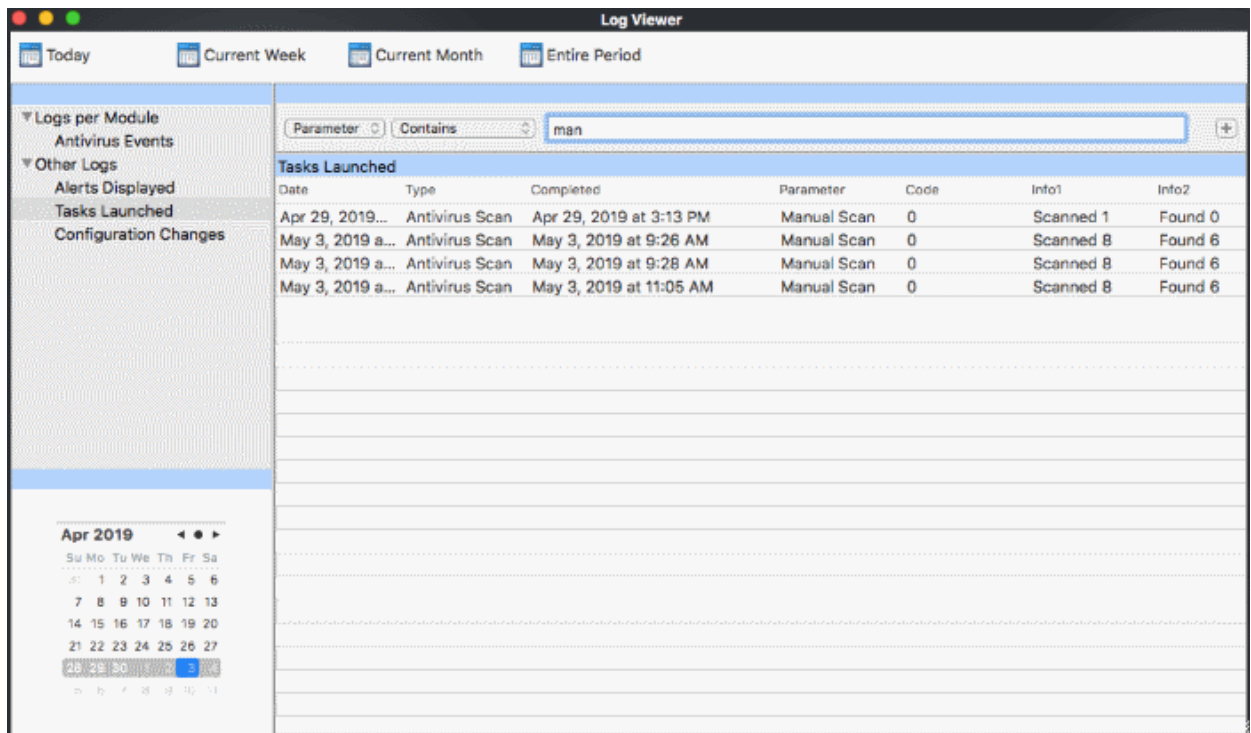 Log Viewer
Today Current Week Current Month Entire Period
Logs per Module
Antivirus Events
Other Logs
Alerts Displayed
Tasks Launched
Configuration Changes
Parameter Contains man +
Tasks Launched
Date Type Completed Parameter Code Info1 Info2
Apr 29, 2019... Antivirus Scan Apr 29, 2019 at 3:13 PM Manual Scan 0 Scanned 1 Found 0
May 3, 2019 a... Antivirus Scan May 3, 2019 at 9:26 AM Manual Scan 0 Scanned 8 Found 6
May 3, 2019 a... Antivirus Scan May 3, 2019 at 9:28 AM Manual Scan 0 Scanned 8 Found 6
May 3, 2019 a... Antivirus Scan May 3, 2019 at 11:05 AM Manual Scan 0 Scanned 8 Found 6
Apr 2019
Su Mo Tu We Th Fr Sa
1 2 3 4 5 6
7 8 9 10 11 12 13
14 15 16 17 18 19 20
21 22 23 24 25 26 27
28 29 30 1 2 3 4